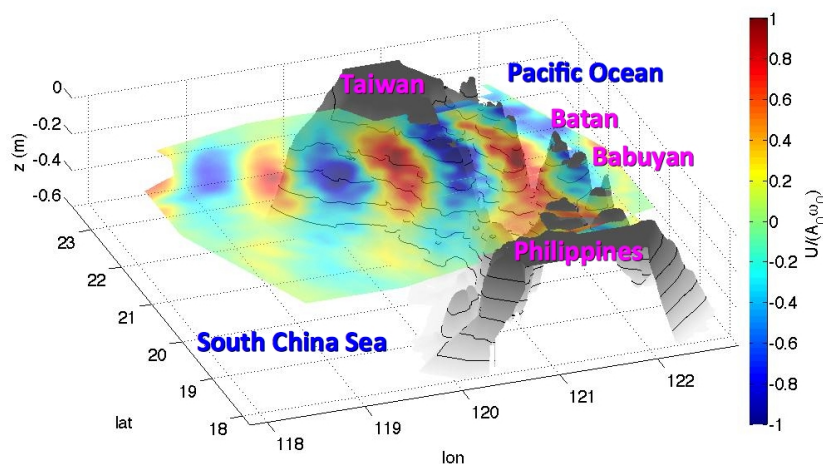 Taiwan
Pacific Ocean
Batan
Babuyan
Philippines
South China Sea
z (m)
0
-0.2
-0.4
-0.6
lat
23
22
21
20
19
18
lon
118
119
120
121
122
1
0.8
0.6
0.4
0.2
0
-0.2
-0.4
-0.6
-0.8
-1
U/(A₀ω₀)